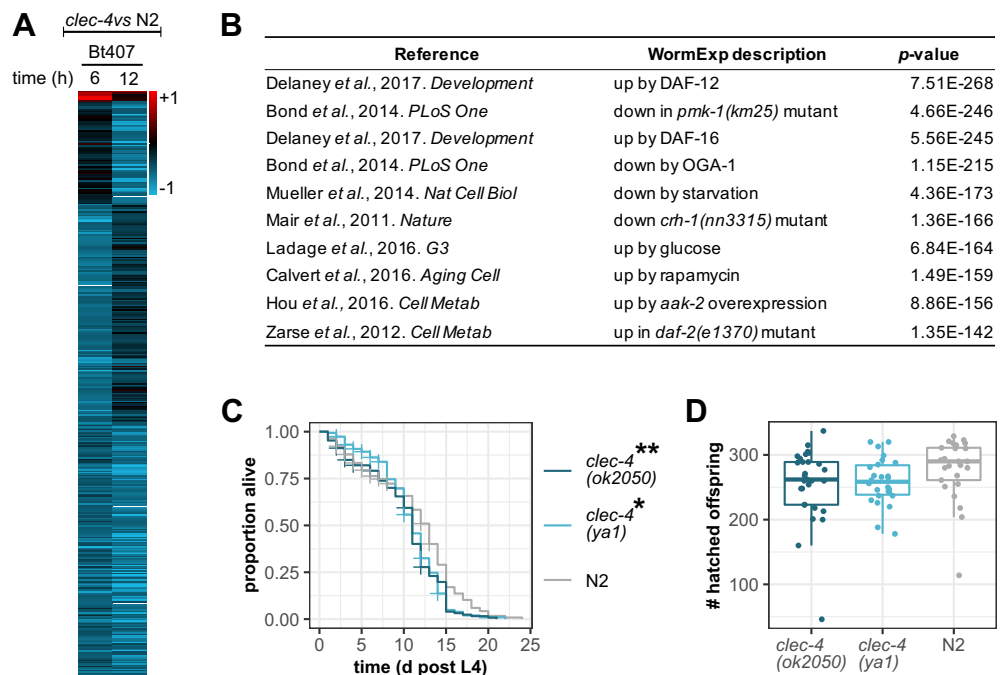 A
clec-4vs N2
Bt407
time (h) 6 12
+1
-1
B
Reference WormExp description p-value
Delaney et al., 2017. Development up by DAF-12 7.51E-268
Bond et al., 2014. PLoS One down in pmk-1(km25) mutant 4.66E-246
Delaney et al., 2017. Development up by DAF-16 5.56E-245
Bond et al., 2014. PLoS One down by OGA-1 1.15E-215
Mueller et al., 2014. Nat Cell Biol down by starvation 4.36E-173
Mair et al., 2011. Nature down crh-1(nn3315) mutant 1.36E-166
Ladage et al., 2016. G3 up by glucose 6.84E-164
Calvert et al., 2016. Aging Cell up by rapamycin 1.49E-159
Hou et al., 2016. Cell Metab up by aak-2 overexpression 8.86E-156
Zarse et al., 2012. Cell Metab up in daf-2(e1370) mutant 1.35E-142
C
proportion alive
1.00
0.75
0.50
0.25
0.00
0 5 10 15 20 25
time (d post L4)
clec-4**
(ok2050)
clec-4*
(ya1)
N2
D
# hatched offspring
300
200
100
clec-4 clec-4 N2
(ok2050) (ya1)